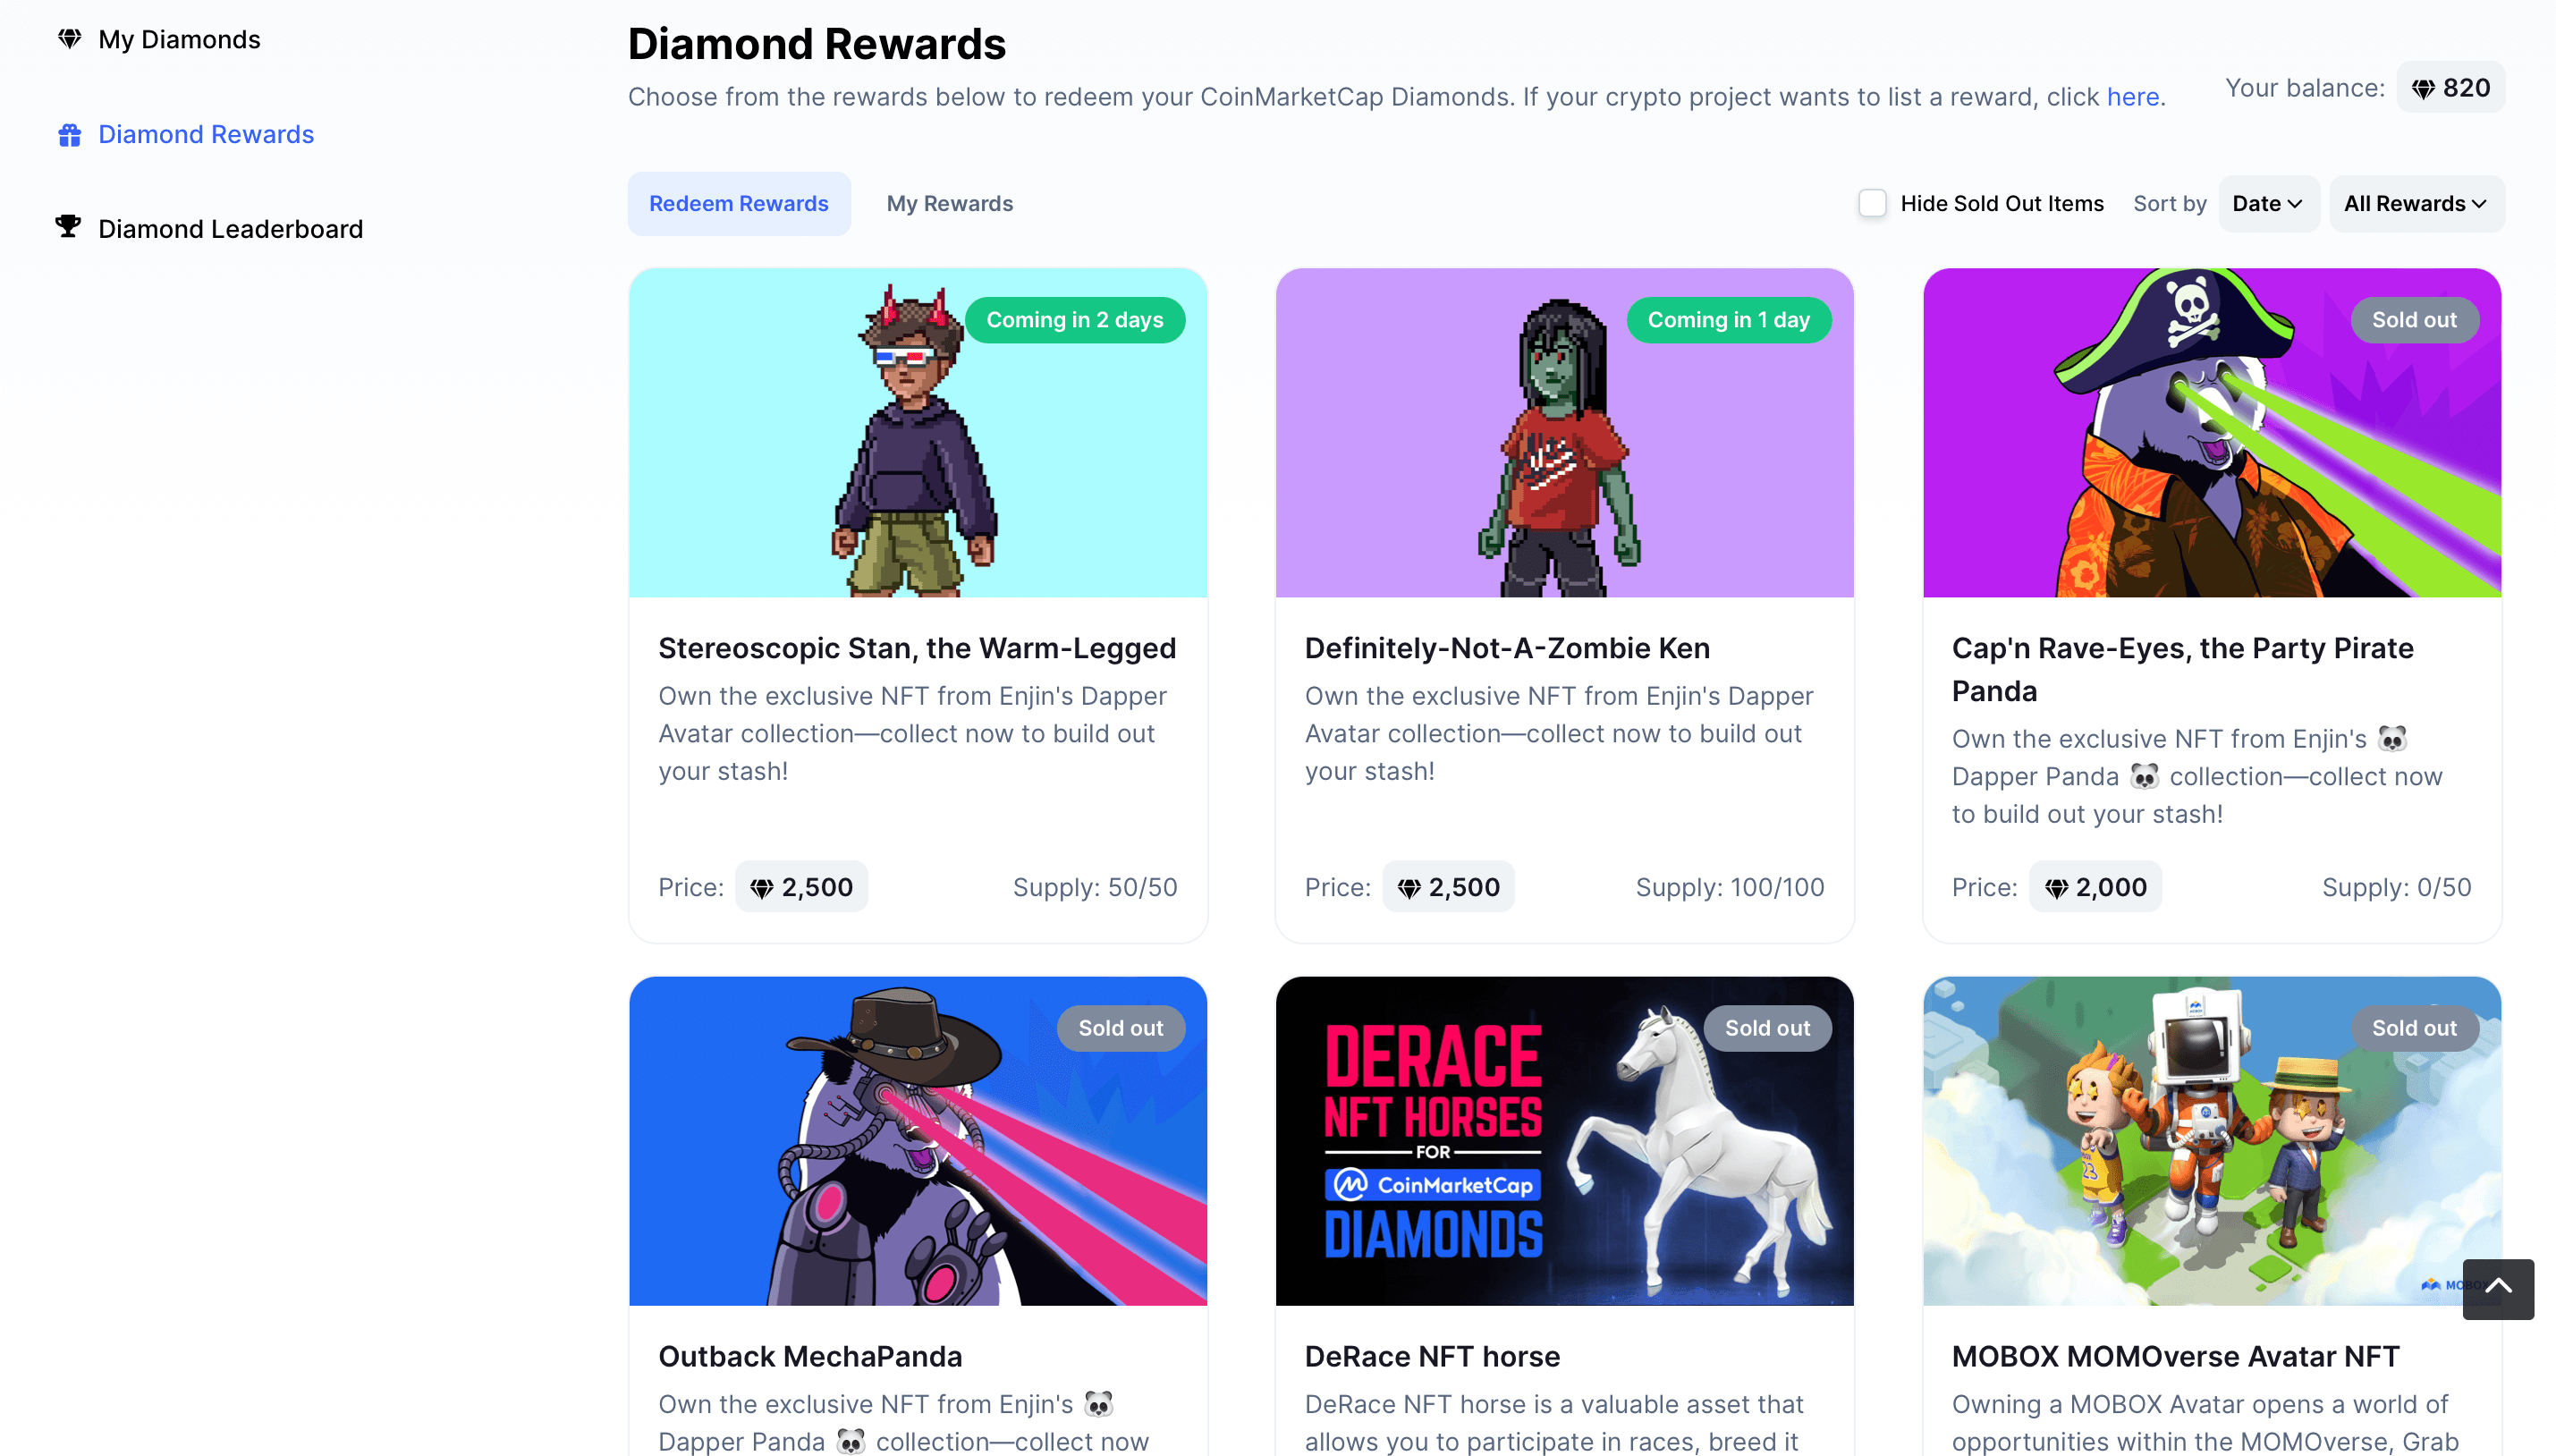 My Diamonds
Diamond Rewards
Diamond Leaderboard
Diamond Rewards
Choose from the rewards below to redeem your CoinMarketCap Diamonds. If your crypto project wants to list a reward, click here.
Your balance: 820
Redeem Rewards
My Rewards
Hide Sold Out Items
Sort by
Date
All Rewards
Coming in 2 days
Stereoscopic Stan, the Warm-Legged
Own the exclusive NFT from Enjin's Dapper
Avatar collection—collect now to build out
your stash!
Price: 2,500
Supply: 50/50
Coming in 1 day
Definitely-Not-A-Zombie Ken
Own the exclusive NFT from Enjin's Dapper
Avatar collection—collect now to build out
your stash!
Price: 2,500
Supply: 100/100
Sold out
Cap'n Rave-Eyes, the Party Pirate
Panda
Own the exclusive NFT from Enjin's 🐼
Dapper Panda 🐼 collection—collect now
to build out your stash!
Price: 2,000
Supply: 0/50
Sold out
Outback MechaPanda
Own the exclusive NFT from Enjin's 🐼
Dapper Panda 🐼 collection—collect now
Sold out
DERACE
NFT HORSES
FOR
CoinMarketCap
DIAMONDS
DeRace NFT horse
DeRace NFT horse is a valuable asset that
allows you to participate in races, breed it
Sold out
23
MOBOX
MOBOX MOMOverse Avatar NFT
Owning a MOBOX Avatar opens a world of
opportunities within the MOMOverse, Grab